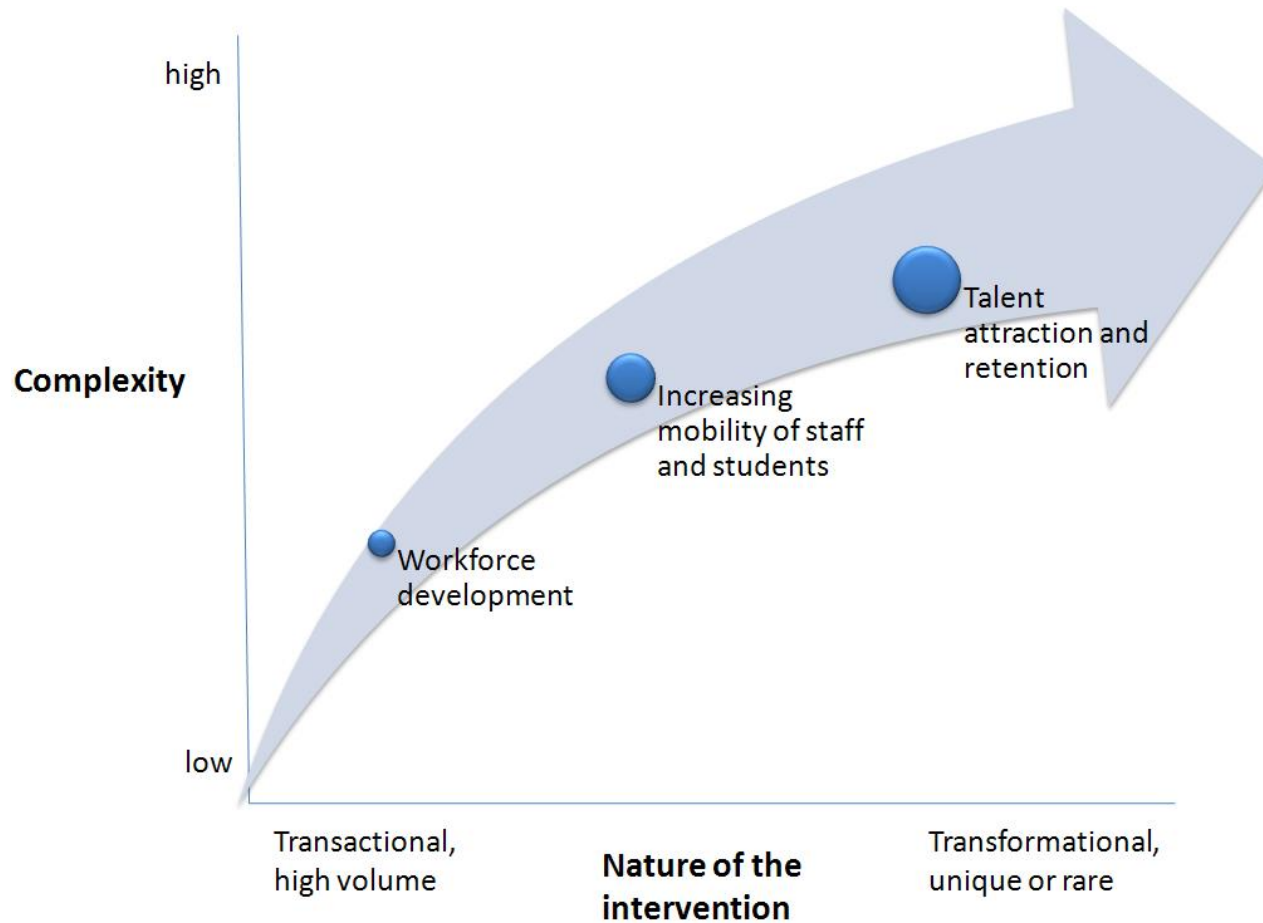 high
Complexity
low
Talent
attraction and
retention
Increasing
mobility of staff
and students
Workforce
development
Transactional,
high volume
Nature of the
intervention
Transformational,
unique or rare